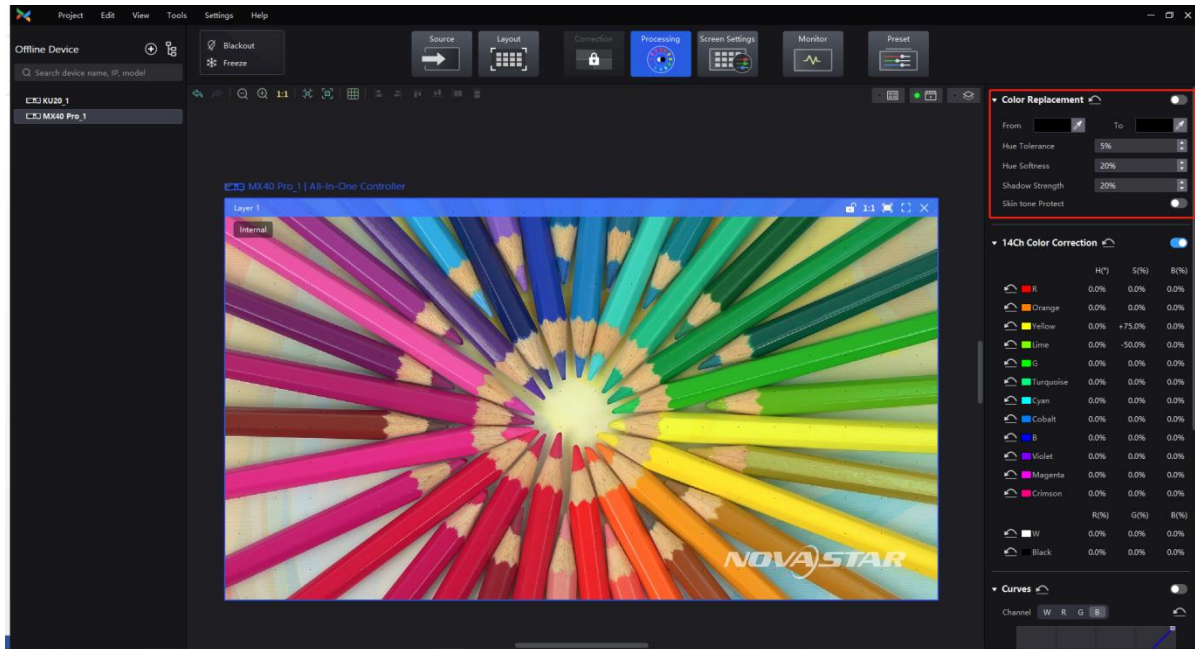 Project Edit View Tools Settings Help
Offline Device
Search device name, IP, model
KU20_1
MX40 Pro_1
Blackout
Freeze
Source
Layout
Correction
Processing
Screen Settings
Monitor
Preset
1:1
MX40 Pro_1 | All-In-One Controller
Layer 1
1:1
Internal
NOVASTAR
Color Replacement
From To
Hue Tolerance 5%
Hue Softness 20%
Shadow Strength 20%
Skin tone Protect
14Ch Color Correction
H(°) S(%) B(%)
R 0.0% 0.0% 0.0%
Orange 0.0% 0.0% 0.0%
Yellow 0.0% +75.0% 0.0%
Lime 0.0% -50.0% 0.0%
G 0.0% 0.0% 0.0%
Turquoise 0.0% 0.0% 0.0%
Cyan 0.0% 0.0% 0.0%
Cobalt 0.0% 0.0% 0.0%
B 0.0% 0.0% 0.0%
Violet 0.0% 0.0% 0.0%
Magenta 0.0% 0.0% 0.0%
Crimson 0.0% 0.0% 0.0%
R(%) G(%) B(%)
W 0.0% 0.0% 0.0%
Black 0.0% 0.0% 0.0%
Curves
Channel W R G B